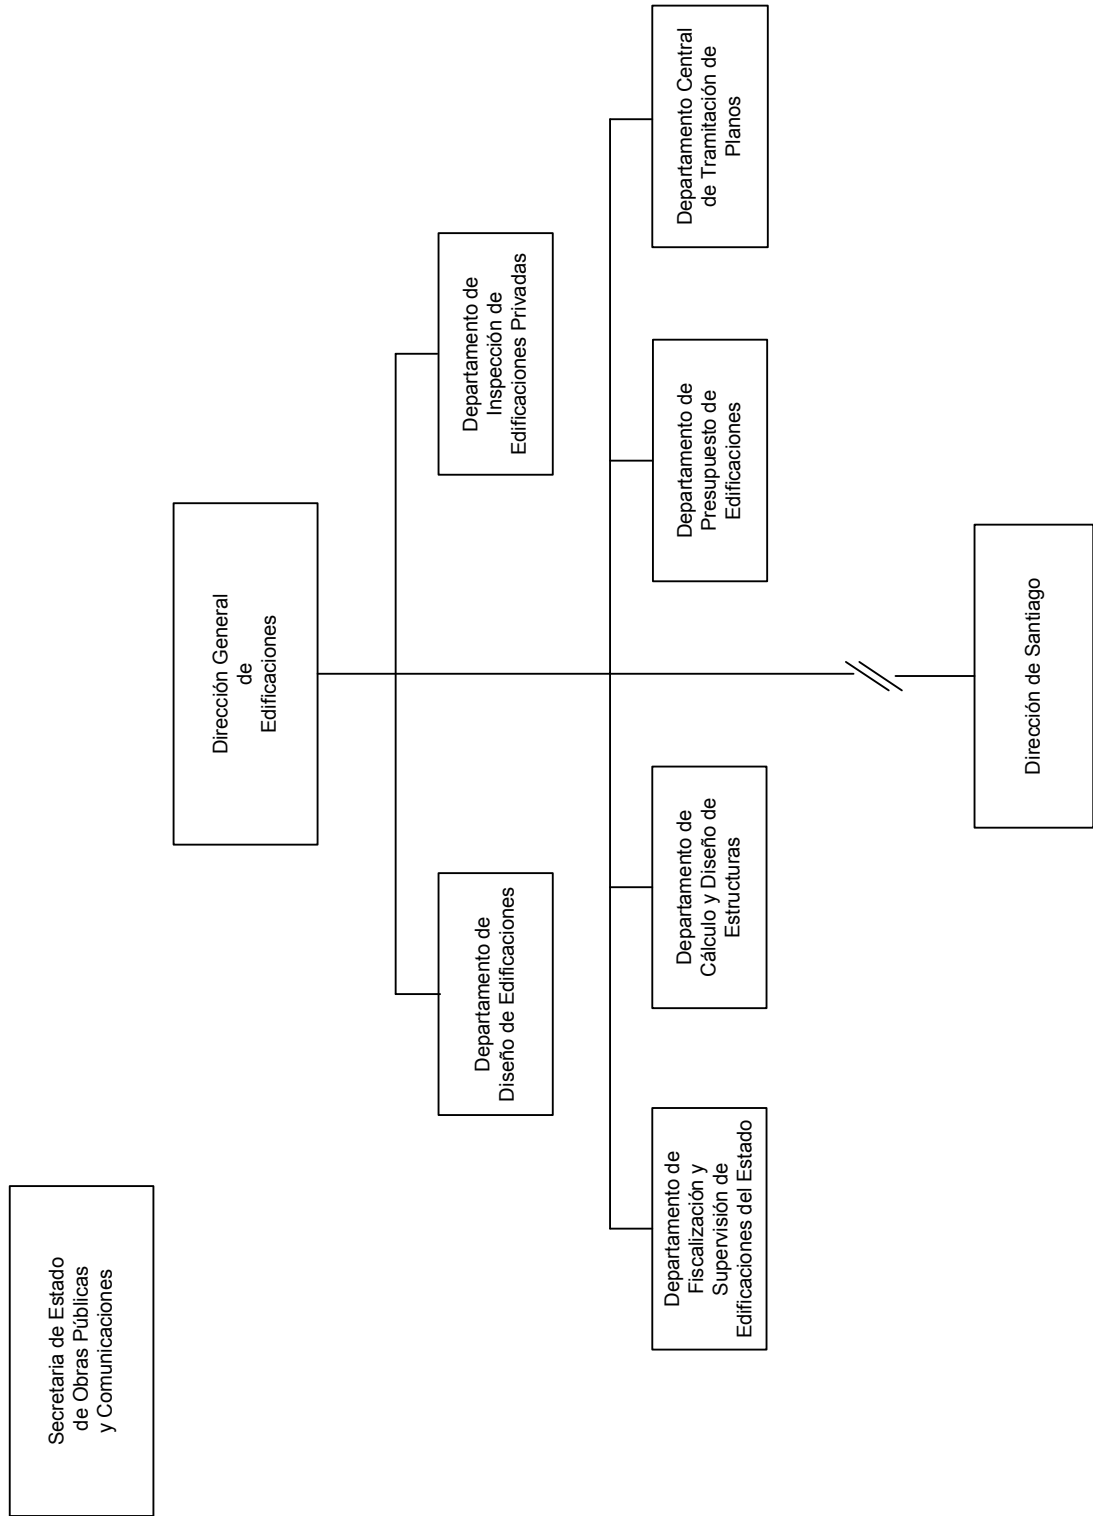 Secretaria de Estado
de Obras Públicas
y Comunicaciones
Dirección General
de
Edificaciones
Departamento de
Diseño de Edificaciones
Departamento de
Inspección de
Edificaciones Privadas
Departamento de
Fiscalización y
Supervisión de
Edificaciones del Estado
Departamento de
Cálculo y Diseño de
Estructuras
Departamento de
Presupuesto de
Edificaciones
Departamento Central
de Tramitación de
Planos
Dirección de Santiago